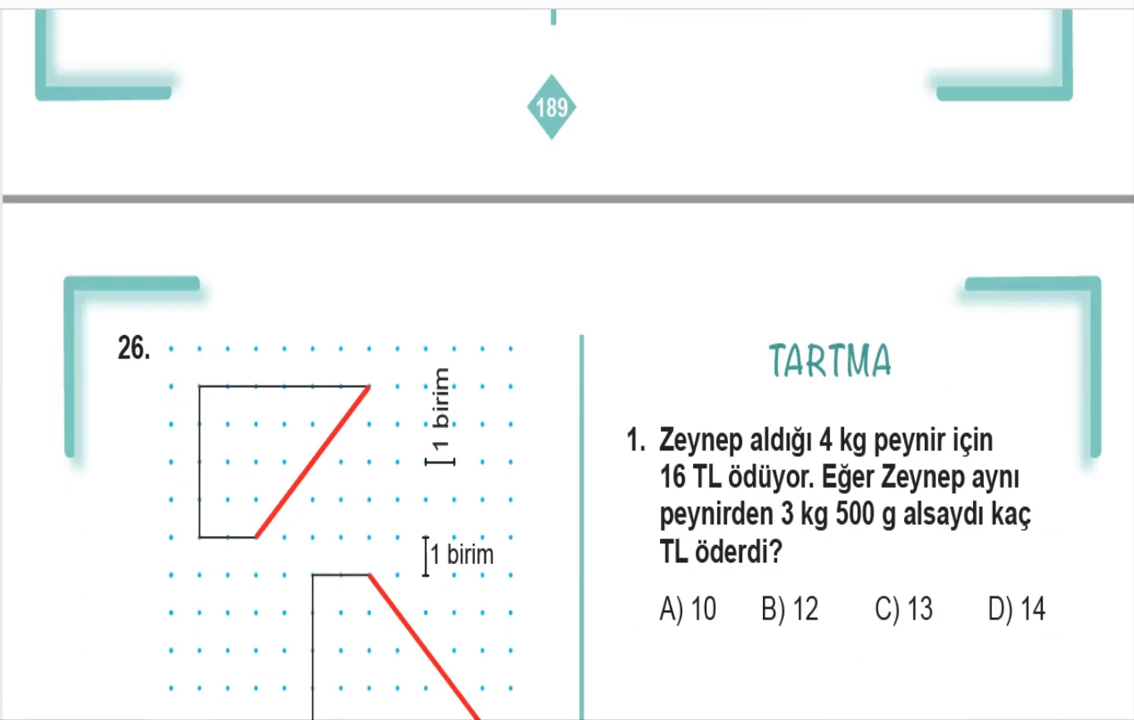 189
26.
1 birim
1 birim
TARTMA
1. Zeynep aldığı 4 kg peynir için
16 TL ödüyor. Eğer Zeynep aynı
peynirden 3 kg 500 g alsaydı kaç
TL öderdi?
A) 10 B) 12 C) 13 D) 14